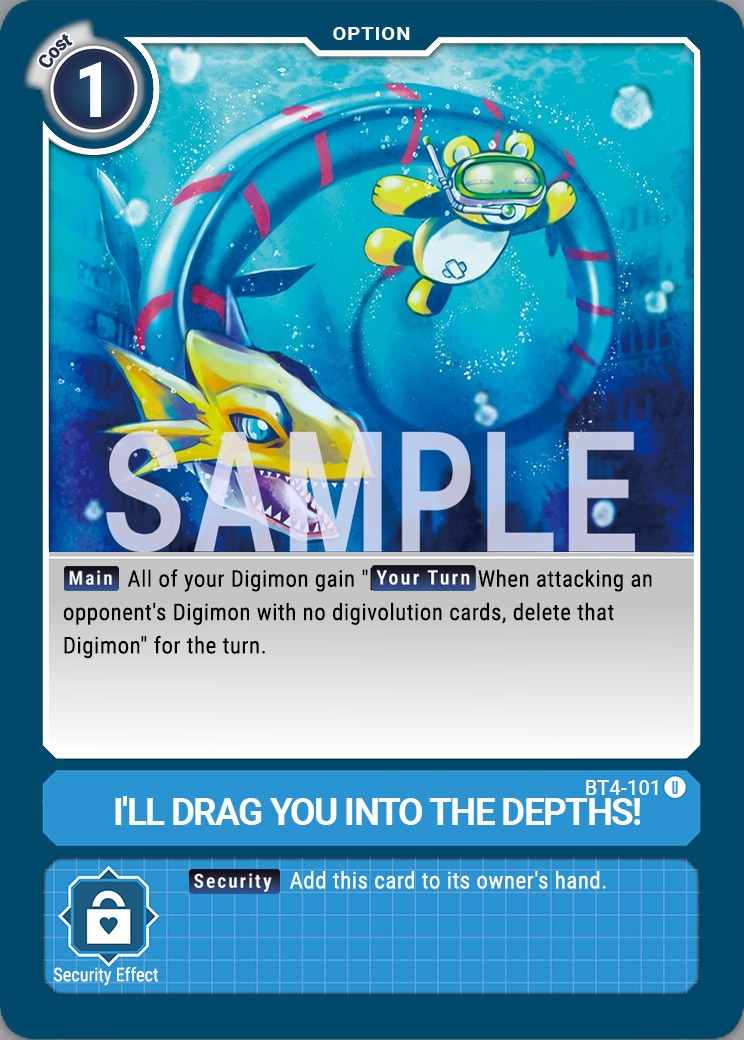 OPTION
Cost
1
SAMPLE
Main All of your Digimon gain "Your Turn When attacking an
opponent's Digimon with no digivolution cards, delete that
Digimon" for the turn.
BT4-101 U
I'LL DRAG YOU INTO THE DEPTHS!
Security Add this card to its owner's hand.
Security Effect